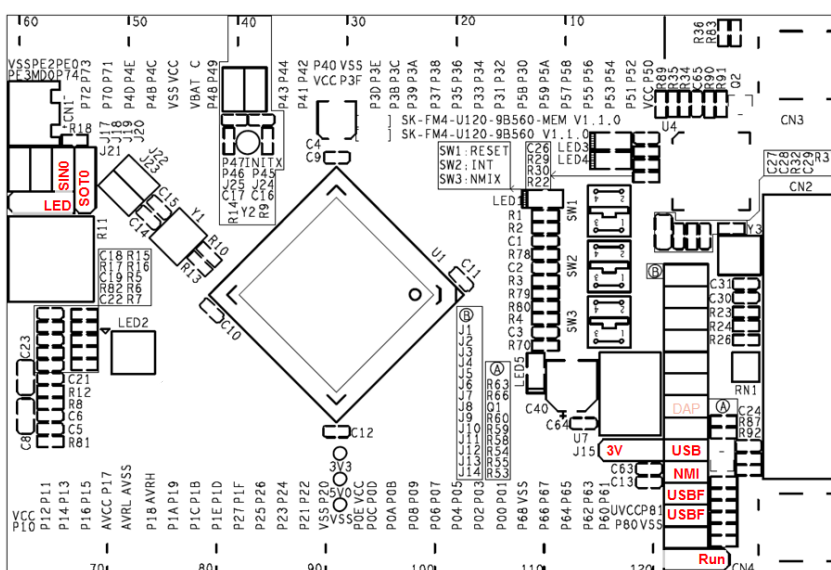 60 50 40 30 20 10
VSSPE2PE0
PE3MD0P74
P72 P73
P70 P71
P4D P4E
P4B P4C
VSS VCC
VBAT C
P48 P49
P43 P44
P41 P42
P40 VSS
VCC P3F
P3D P3E
P3B P3C
P39 P3A
P37 P38
P35 P36
P33 P34
P31 P32
P5B P30
P59 P5A
P57 P58
P55 P56
P53 P54
P51 P52
VCC P50
R89
R35
R34
C65
R90
R91
R36
R83
Q2
CN3
CN1
R18
J17
J18
J19
J20
J21
J22
J23
SIN0
SOT0
LED
R11
C15
C14
Y1
R10
R13
P47INITX
P46 P45
J25 J24
C17 C16
R14 Y2 R9
C4
C9
] SK-FM4-U120-9B560-MEM V1.1.0
] SK-FM4-U120-9B560 V1.1.0
SW1:RESET
SW2:INT
SW3:NMIX
C26
R29
R30
R22
LED3
LED4
U4
C27
C28
R32
C29
R3
CN2
LED1
R1
R2
C1
R78
C2
R3
R79
R80
R4
C3
R70
SW1
SW2
SW3
Y3
C31
C30
R23
R24
R26
RN1
U1
C11
C10
C12
C18 R15
R17 R16
C19 R5
R82 R6
C22 R7
LED2
C23
C21
R12
R8
C6
C5
R81
C8
B
J1
J2
J3
J4
J5
J6
J7
J8
J9
J10
J11
J12
J13
J14
A
R63
R66
Q1
R60
R59
R58
R54
R55
R53
LED5
C40
C64
U7
J15
3V
B
DAP
A
C24
R87
R92
USB
NMI
USBF
USBF
Run
C63
C13
UVCCP81
P80VSS
CN4
3V3
5V0
VSS
VCC
P10
P12 P11
P14 P13
P16 P15
AVCC P17
AVRL AVSS
P18 AVRH
P1A P19
P1C P1B
P1E P1D
P27 P1F
P25 P26
P23 P24
P21 P22
VSS P20
P0E VCC
P0C P0D
P0A P0B
P08 P09
P06 P07
P04 P05
P02 P03
P00 P01
P68 VSS
P66 P67
P64 P65
P62 P63
P60 P61
70 80 90 100 110 120